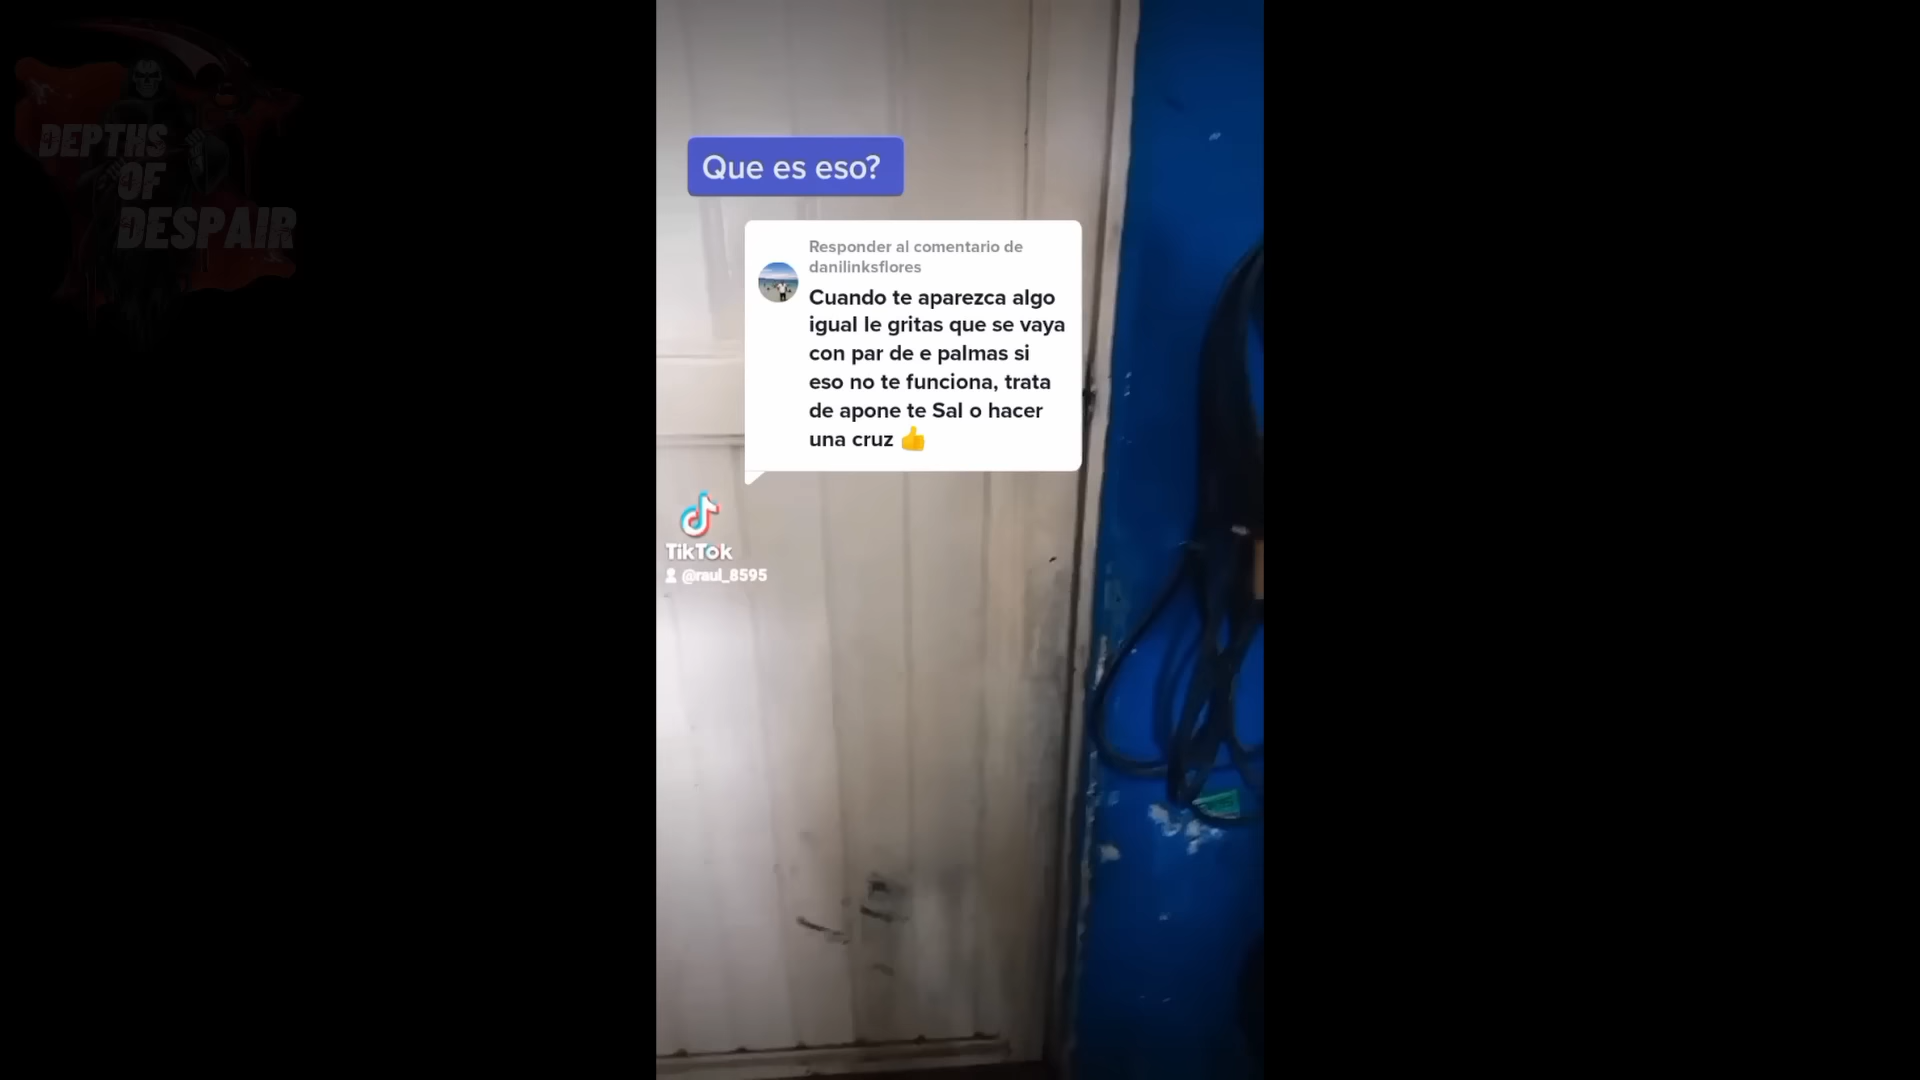 DEPTHS
OF
DESPAIR
Que es eso?
Responder al comentario de
danilinksflores
Cuando te aparezca algo
igual le gritas que se vaya
con par de e palmas si
eso no te funciona, trata
de apone te Sal o hacer
una cruz 👍
TikTok
@raul_8595